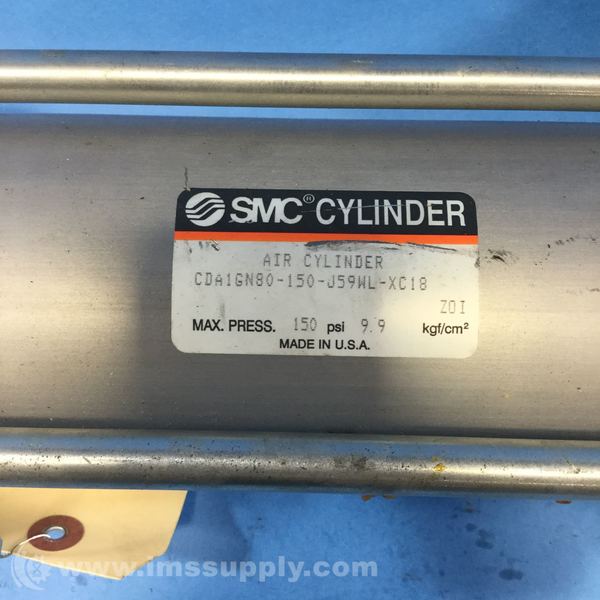 SMC® CYLINDER
AIR CYLINDER
CDA1GN80-150-J59WL-XC18
ZOI
MAX. PRESS. 150 psi 9.9 kgf/cm²
MADE IN U.S.A.
www.imssupply.com